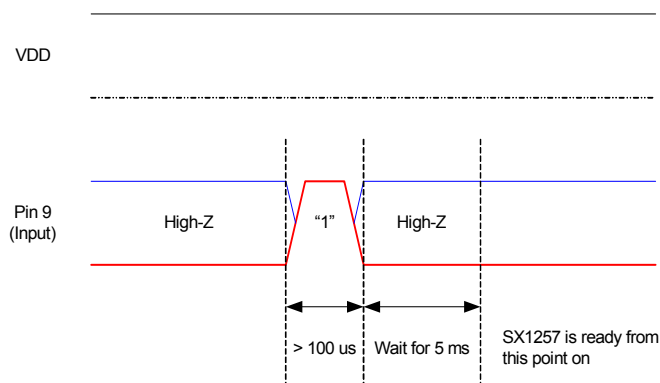 VDD
Pin 9
(Input)
High-Z
“1”
High-Z
> 100 us
Wait for 5 ms
SX1257 is ready from
this point on